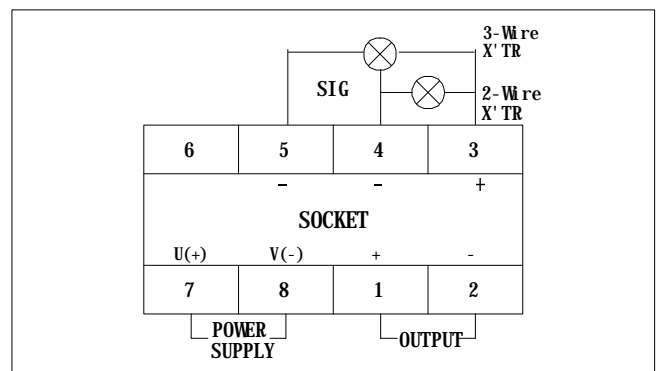 3-Wire
X'TR
SIG
2-Wire
X'TR
6 5 4 3
- - +
SOCKET
U(+) V(-) + -
7 8 1 2
POWER
SUPPLY
OUTPUT